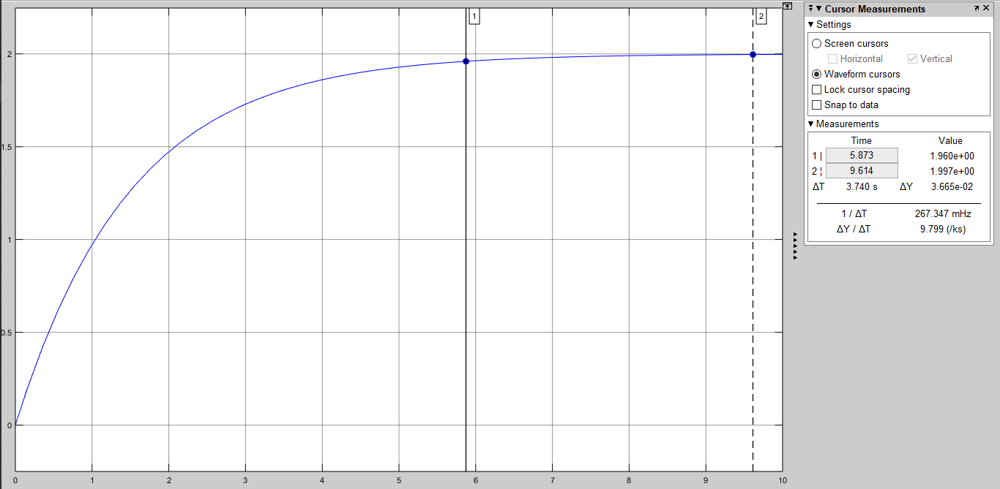 1
2
2
1.5
1
0.5
0
0 1 2 3 4 5 6 7 8 9 10
Cursor Measurements
Settings
Screen cursors
Horizontal Vertical
Waveform cursors
Lock cursor spacing
Snap to data
Measurements
Time Value
1 | 5.873 1.960e+00
2 ¦ 9.614 1.997e+00
ΔT 3.740 s ΔY 3.665e-02
1 / ΔT 267.347 mHz
ΔY / ΔT 9.799 (/ks)